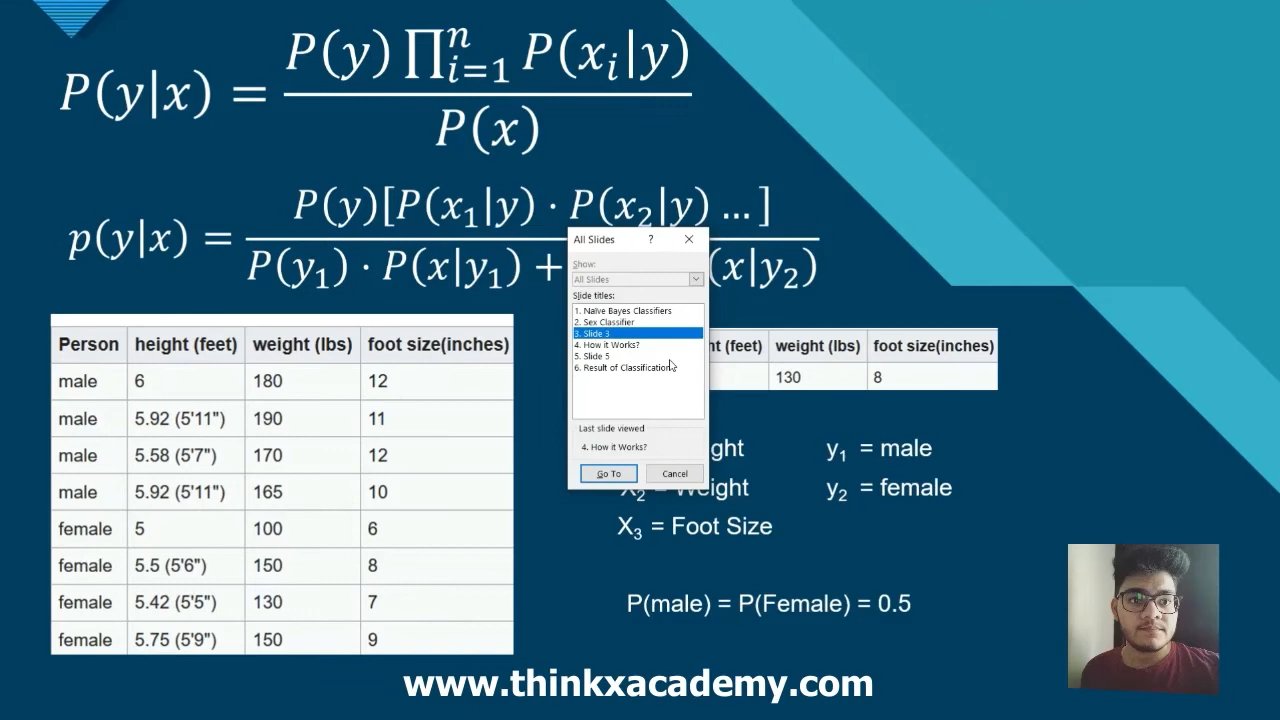 P(y|x) = P(y) ∏ⁿᵢ₌₁ P(xᵢ|y) / P(x)
p(y|x) = P(y)[P(x₁|y) · P(x₂|y) ...] / P(y₁) · P(x|y₁) + (x|y₂)
All Slides ?
Show:
All Slides
Slide titles:
1. Naïve Bayes Classifiers
2. Sex Classifier
3. Slide 3
4. How it Works?
5. Slide 5
6. Result of Classification
Last slide viewed
4. How it Works?
Go To Cancel
Person height (feet) weight (lbs) foot size(inches)
male 6 180 12
male 5.92 (5'11") 190 11
male 5.58 (5'7") 170 12
male 5.92 (5'11") 165 10
female 5 100 6
female 5.5 (5'6") 150 8
female 5.42 (5'5") 130 7
female 5.75 (5'9") 150 9
(feet) weight (lbs) foot size(inches)
130 8
y₁ = male
X₂ = Weight y₂ = female
X₃ = Foot Size
P(male) = P(Female) = 0.5
www.thinkxacademy.com